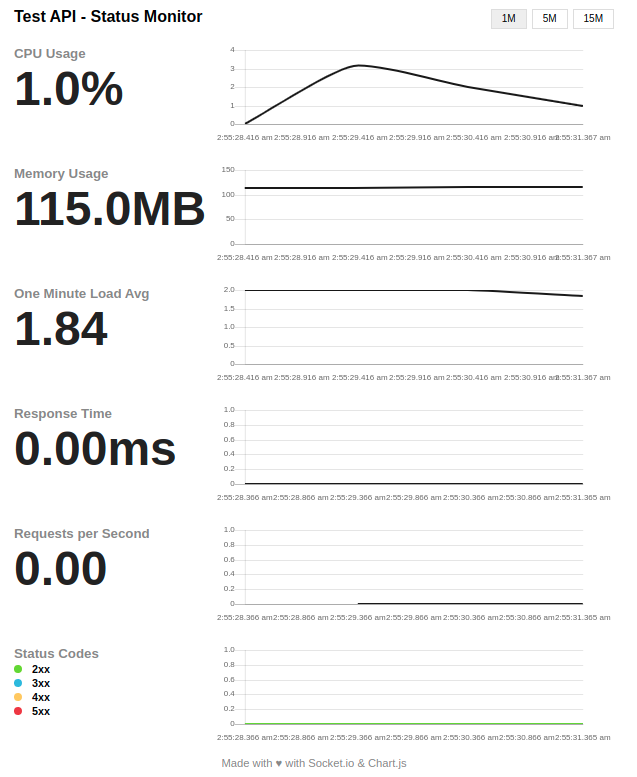 Test API - Status Monitor
1M 5M 15M
CPU Usage
1.0%
4
3
2
1
0
2:55:28.416 am 2:55:28.916 am 2:55:29.416 am 2:55:29.916 am 2:55:30.416 am 2:55:30.916 am 2:55:31.367 am
Memory Usage
115.0MB
150
100
50
0
2:55:28.416 am 2:55:28.916 am 2:55:29.416 am 2:55:29.916 am 2:55:30.416 am 2:55:30.916 am 2:55:31.367 am
One Minute Load Avg
1.84
2.0
1.5
1.0
0.5
0
2:55:28.416 am 2:55:28.916 am 2:55:29.416 am 2:55:29.916 am 2:55:30.416 am 2:55:30.916 am 2:55:31.367 am
Response Time
0.00ms
1.0
0.8
0.6
0.4
0.2
0
2:55:28.366 am 2:55:28.866 am 2:55:29.366 am 2:55:29.866 am 2:55:30.366 am 2:55:30.866 am 2:55:31.365 am
Requests per Second
0.00
1.0
0.8
0.6
0.4
0.2
0
2:55:28.366 am 2:55:28.866 am 2:55:29.366 am 2:55:29.866 am 2:55:30.366 am 2:55:30.866 am 2:55:31.365 am
Status Codes
2xx
3xx
4xx
5xx
1.0
0.8
0.6
0.4
0.2
0
2:55:28.366 am 2:55:28.866 am 2:55:29.366 am 2:55:29.866 am 2:55:30.366 am 2:55:30.866 am 2:55:31.365 am
Made with ♥ with Socket.io & Chart.js